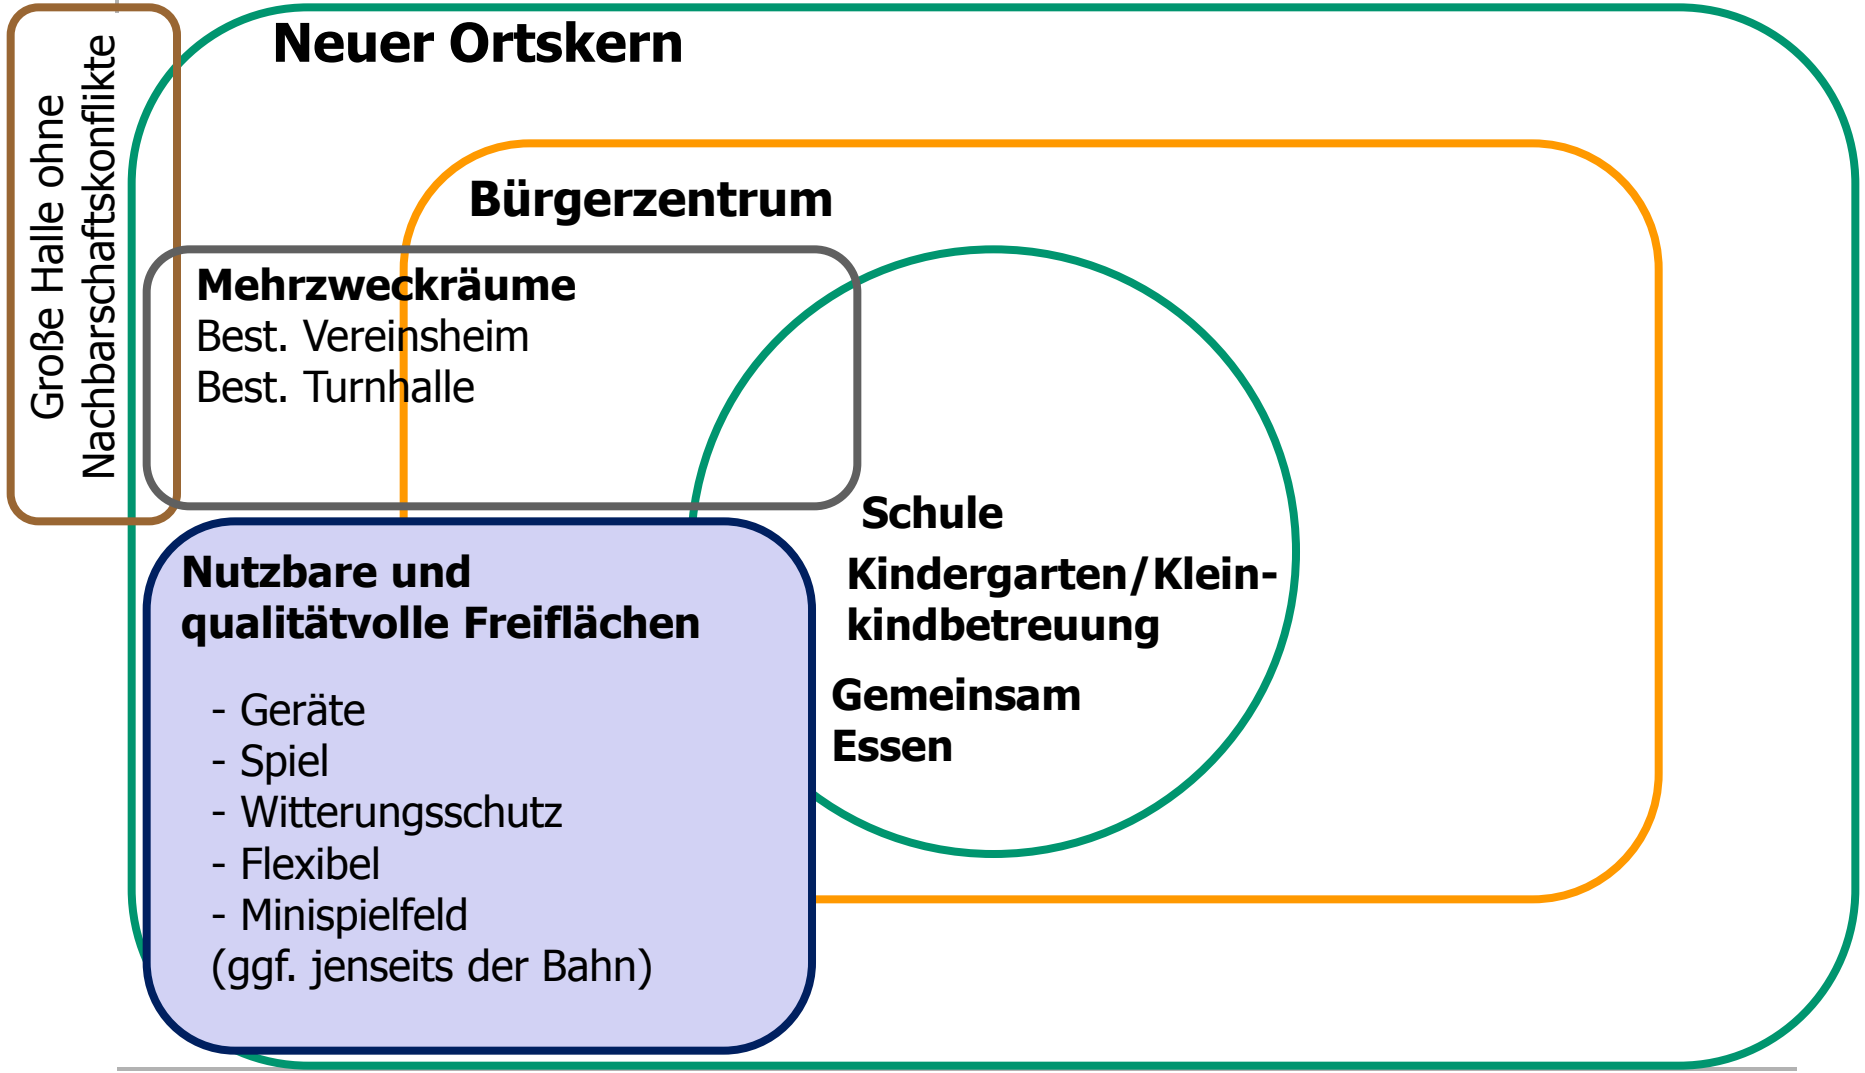 Große Halle ohne
Nachbarschaftskonflikte
Neuer Ortskern
Bürgerzentrum
Mehrzweckräume
Best. Vereinsheim
Best. Turnhalle
Schule
Kindergarten/Klein-
kindbetreuung
Gemeinsam
Essen
Nutzbare und
qualitätvolle Freiflächen
- Geräte
- Spiel
- Witterungsschutz
- Flexibel
- Minispielfeld
(ggf. jenseits der Bahn)